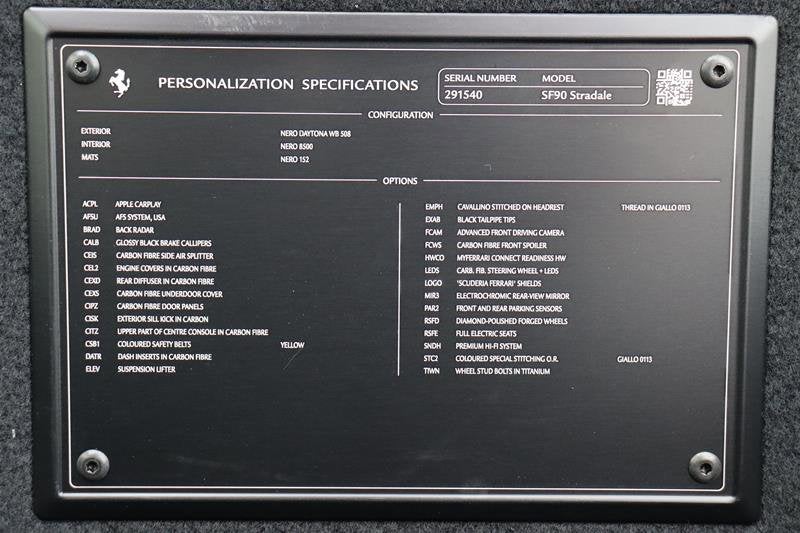 PERSONALIZATION SPECIFICATIONS
SERIAL NUMBER MODEL
291540 SF90 Stradale
CONFIGURATION
EXTERIOR NERO DAYTONA WB 508
INTERIOR NERO 8500
MATS NERO 152
OPTIONS
ACPL APPLE CARPLAY
AFSU AFS SYSTEM, USA
BRAD BACK RADAR
CALB GLOSSY BLACK BRAKE CALLIPERS
CEIS CARBON FIBRE SIDE AIR SPLITTER
CEL2 ENGINE COVERS IN CARBON FIBRE
CEXD REAR DIFFUSER IN CARBON FIBRE
CEXS CARBON FIBRE UNDERDOOR COVER
CIPZ CARBON FIBRE DOOR PANELS
CISK EXTERIOR SILL KICK IN CARBON
CITZ UPPER PART OF CENTRE CONSOLE IN CARBON FIBRE
CSB1 COLOURED SAFETY BELTS YELLOW
DATR DASH INSERTS IN CARBON FIBRE
ELEV SUSPENSION LIFTER
EMPH CAVALLINO STITCHED ON HEADREST THREAD IN GIALLO 0113
EXAB BLACK TAILPIPE TIPS
FCAM ADVANCED FRONT DRIVING CAMERA
FCWS CARBON FIBRE FRONT SPOILER
HWCO MYFERRARI CONNECT READINESS HW
LEDS CARB. FIB. STEERING WHEEL + LEDS
LOGO "SCUDERIA FERRARI" SHIELDS
MIR3 ELECTROCHROMIC REAR-VIEW MIRROR
PAR2 FRONT AND REAR PARKING SENSORS
RSFD DIAMOND-POLISHED FORGED WHEELS
RSFE FULL ELECTRIC SEATS
SNDH PREMIUM HI-FI SYSTEM
STC2 COLOURED SPECIAL STITCHING O.R. GIALLO 0113
TIWN WHEEL STUD BOLTS IN TITANIUM